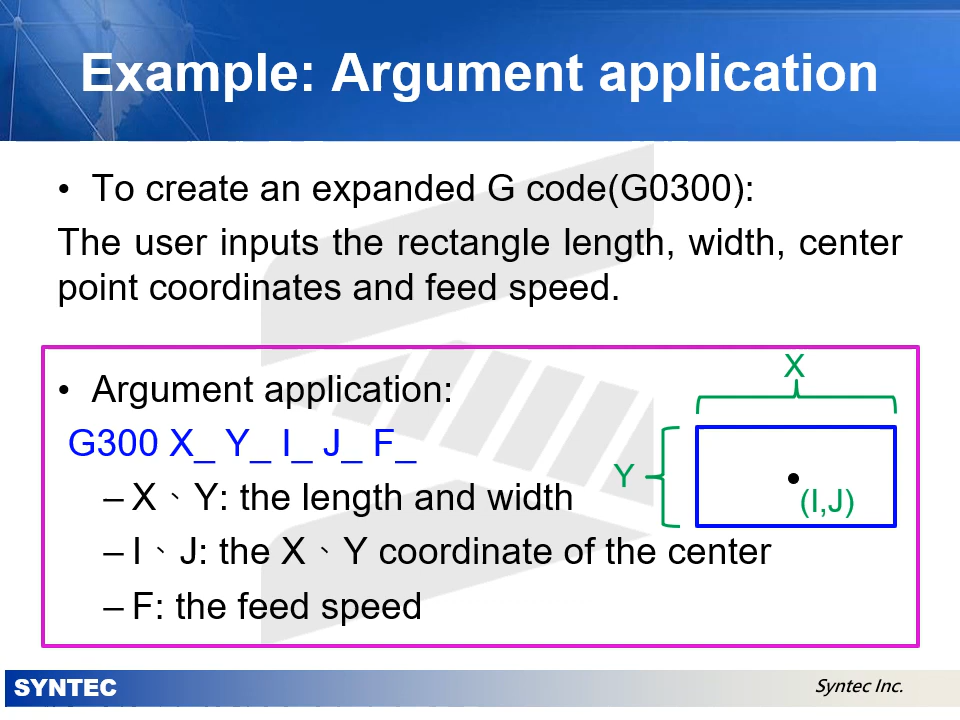 Example: Argument application
• To create an expanded G code(G0300):
The user inputs the rectangle length, width, center
point coordinates and feed speed.
• Argument application:
G300 X_ Y_ I_ J_ F_
– X、Y: the length and width
– I、J: the X、Y coordinate of the center
– F: the feed speed
X
Y
(I,J)
SYNTEC
Syntec Inc.